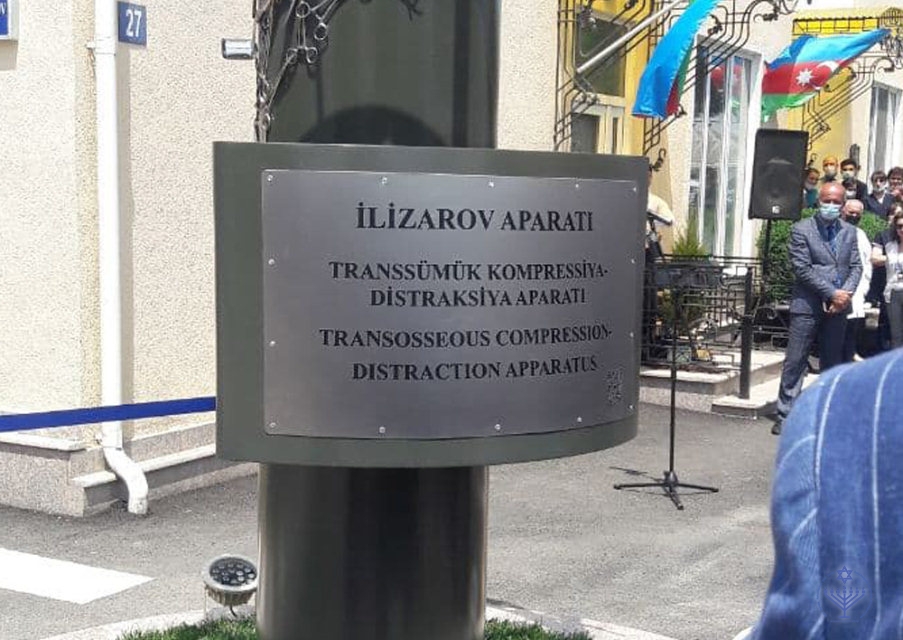 27
İLİZAROV APARATI
TRANSSÜMÜK KOMPRESSİYA-
DİSTRAKSİYA APARATI
TRANSOSSEOUS COMPRESSION-
DISTRACTION APPARATUS